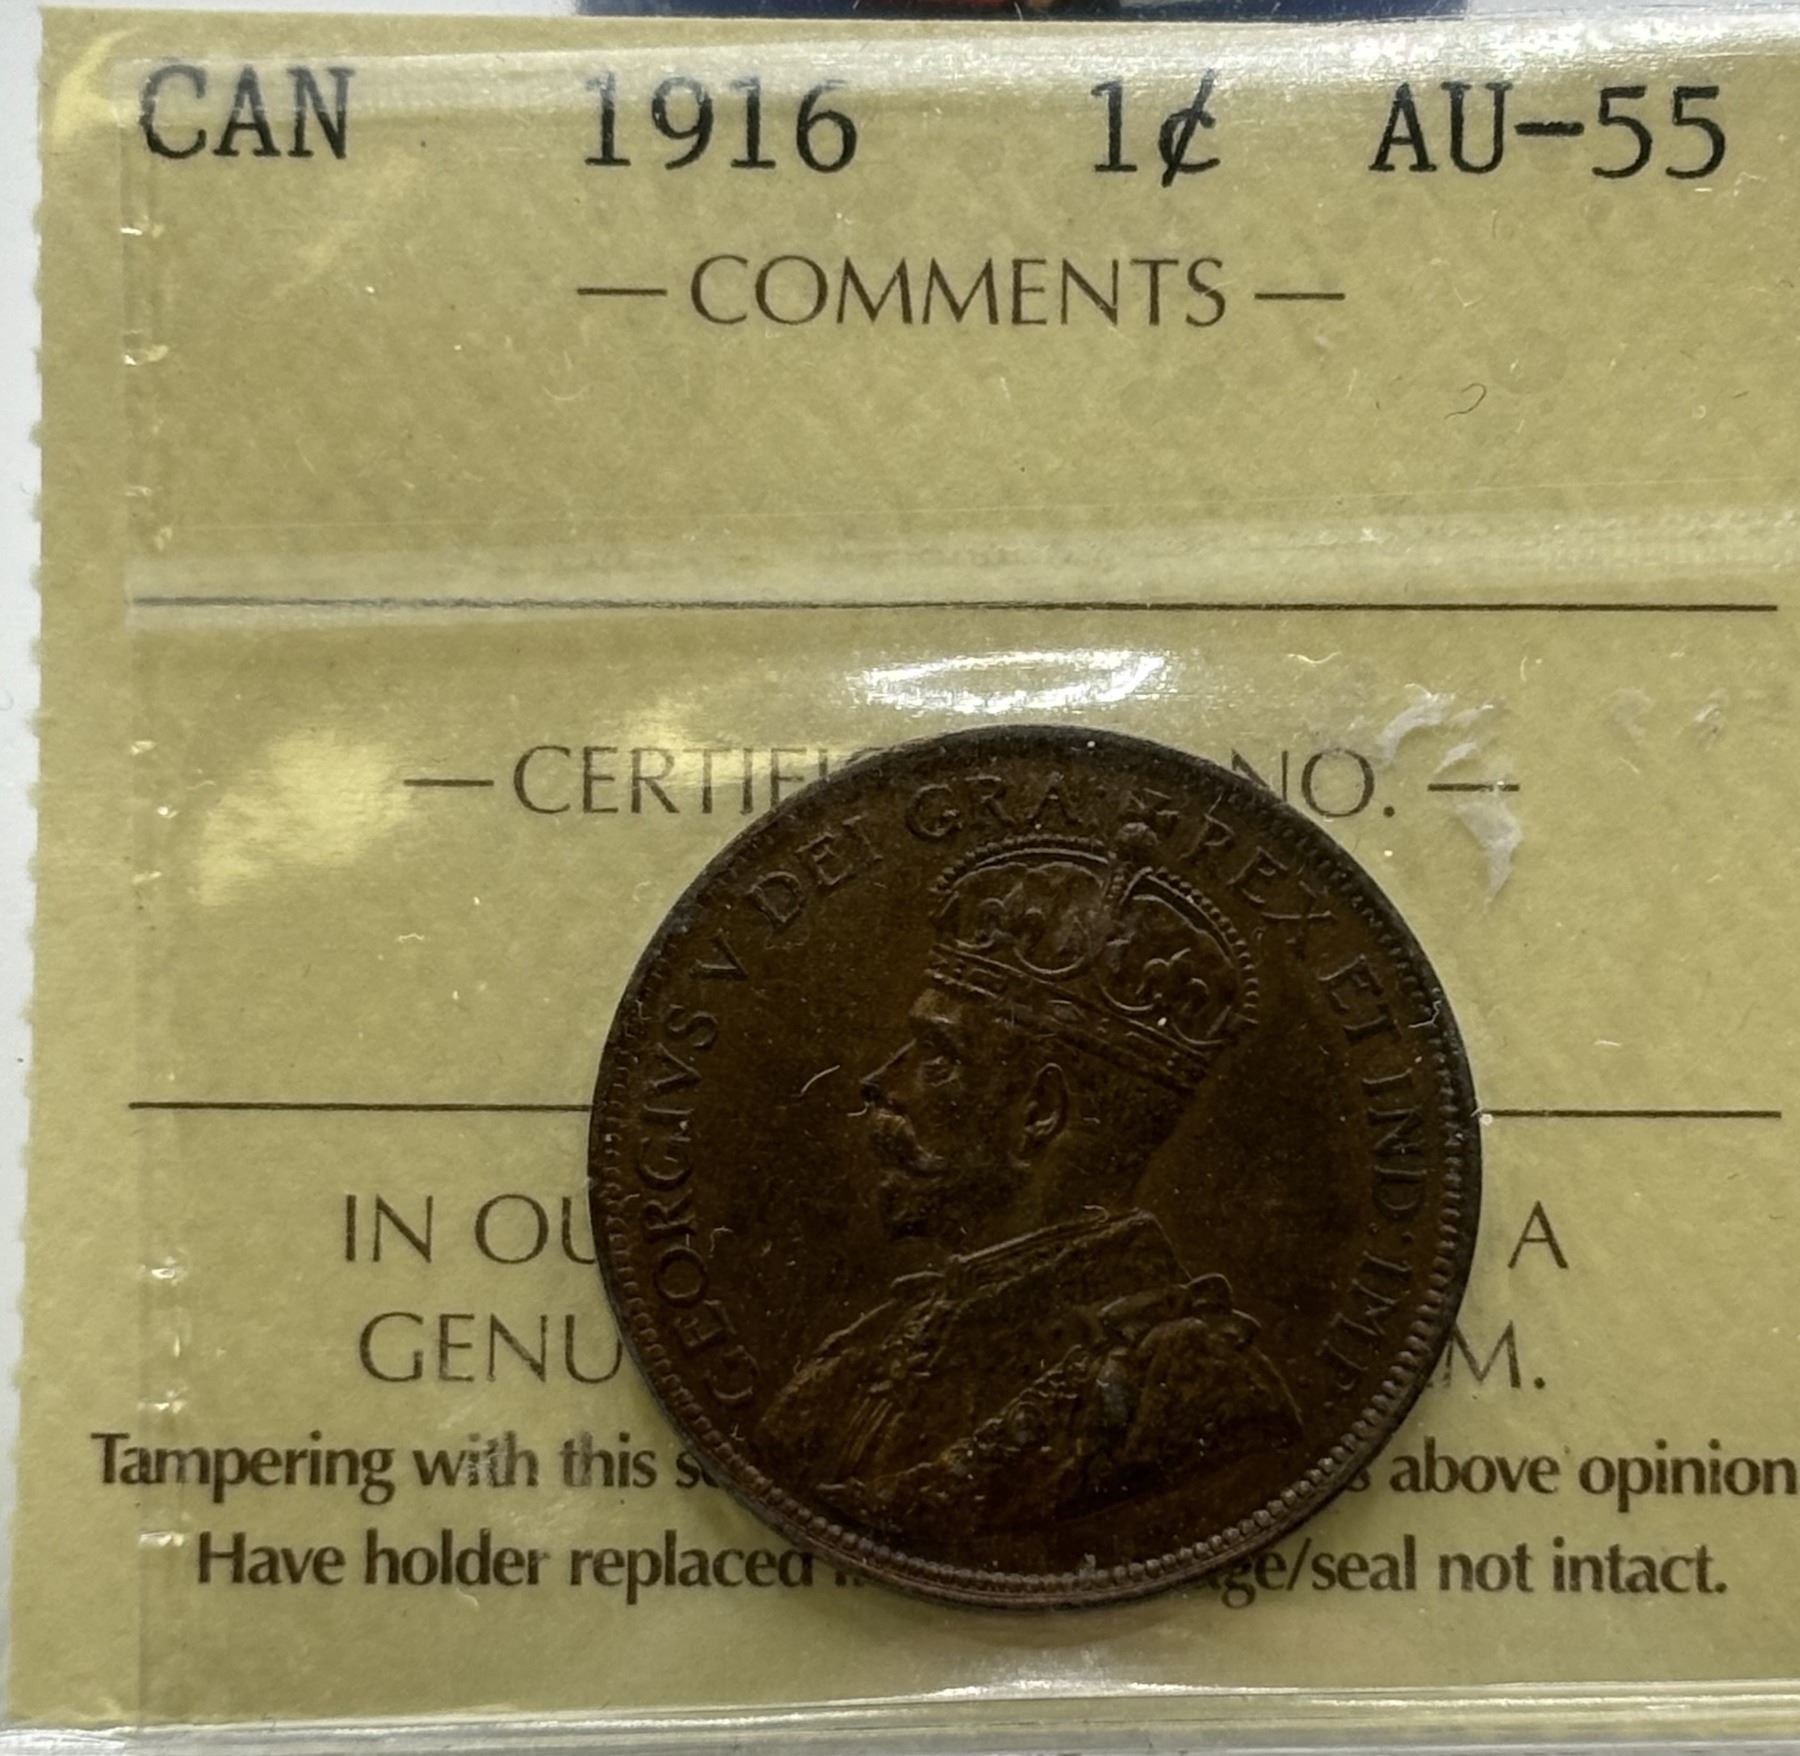 CAN 1916 1¢ AU-55
— COMMENTS —
— CERTIFI NO. —
GEORGIVS V DEI GRA: REX ET IND: IMP:
IN OU A
GENU M.
Tampering with this s above opinion
Have holder replaced ge/seal not intact.